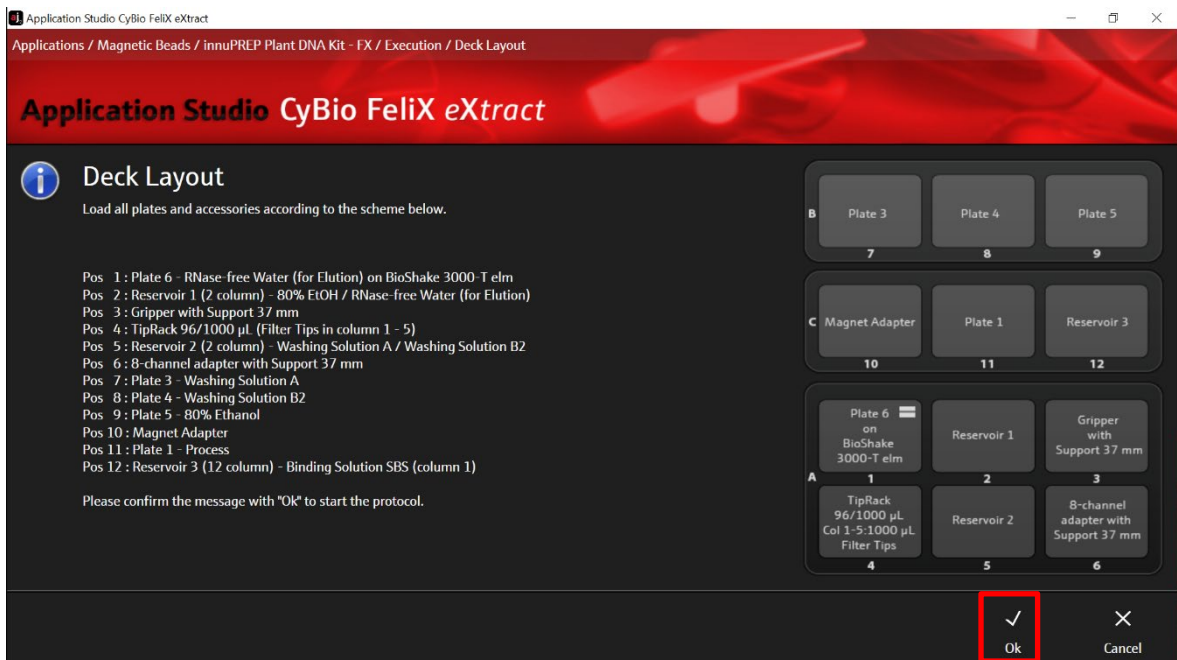 Application Studio CyBio FeliX eXtract
Applications / Magnetic Beads / innuPREP Plant DNA Kit - FX / Execution / Deck Layout
Application Studio CyBio FeliX eXtract
Deck Layout
Load all plates and accessories according to the scheme below.
Pos 1 : Plate 6 - RNase-free Water (for Elution) on BioShake 3000-T elm
Pos 2 : Reservoir 1 (2 column) - 80% EtOH / RNase-free Water (for Elution)
Pos 3 : Gripper with Support 37 mm
Pos 4 : TipRack 96/1000 µL (Filter Tips in column 1 - 5)
Pos 5 : Reservoir 2 (2 column) - Washing Solution A / Washing Solution B2
Pos 6 : 8-channel adapter with Support 37 mm
Pos 7 : Plate 3 - Washing Solution A
Pos 8 : Plate 4 - Washing Solution B2
Pos 9 : Plate 5 - 80% Ethanol
Pos 10 : Magnet Adapter
Pos 11 : Plate 1 - Process
Pos 12 : Reservoir 3 (12 column) - Binding Solution SBS (column 1)
Please confirm the message with "Ok" to start the protocol.
B Plate 3 Plate 4 Plate 5
7 8 9
C Magnet Adapter Plate 1 Reservoir 3
10 11 12
A
Plate 6
on
BioShake
3000-T elm
1
Reservoir 1
2
Gripper
with
Support 37 mm
3
TipRack
96/1000 µL
Col 1-5:1000 µL
Filter Tips
4
Reservoir 2
5
8-channel
adapter with
Support 37 mm
6
Ok Cancel